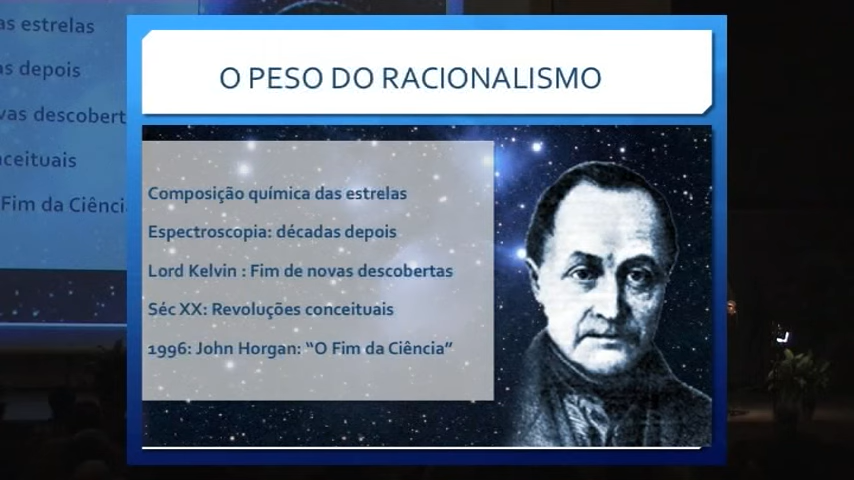 as estrelas
as depois
vas descobert
nceituais
Fim da Ciênci
O PESO DO RACIONALISMO
Composição química das estrelas
Espectroscopia: décadas depois
Lord Kelvin : Fim de novas descobertas
Séc XX: Revoluções conceituais
1996: John Horgan: “O Fim da Ciência”